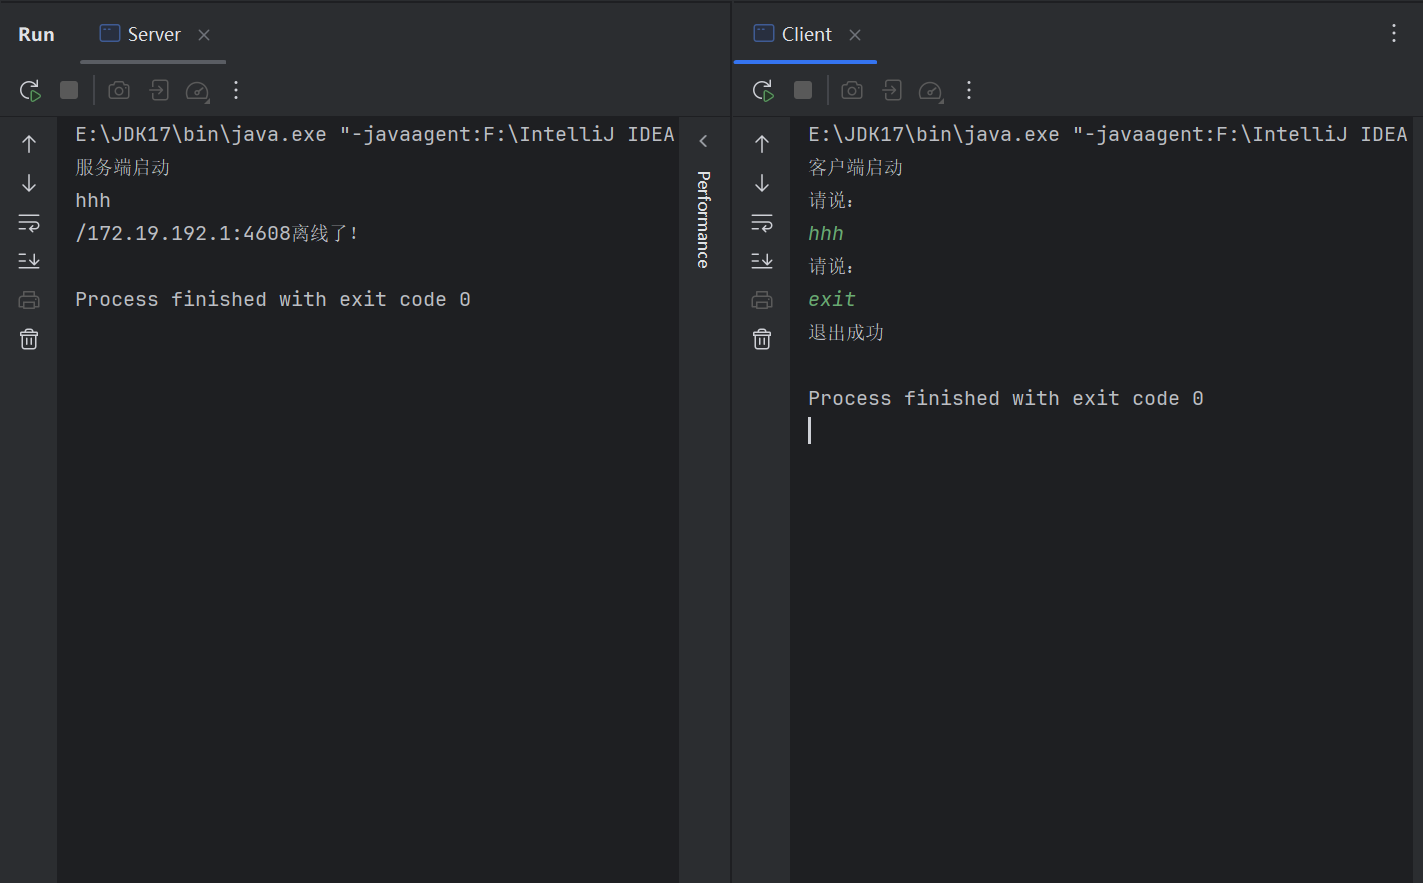 Run
Server
E:\JDK17\bin\java.exe "-javaagent:F:\IntelliJ IDEA
服务端启动
hhh
/172.19.192.1:4608离线了!
Process finished with exit code 0
Performance
Client
E:\JDK17\bin\java.exe "-javaagent:F:\IntelliJ IDEA
客户端启动
请说:
hhh
请说:
exit
退出成功
Process finished with exit code 0